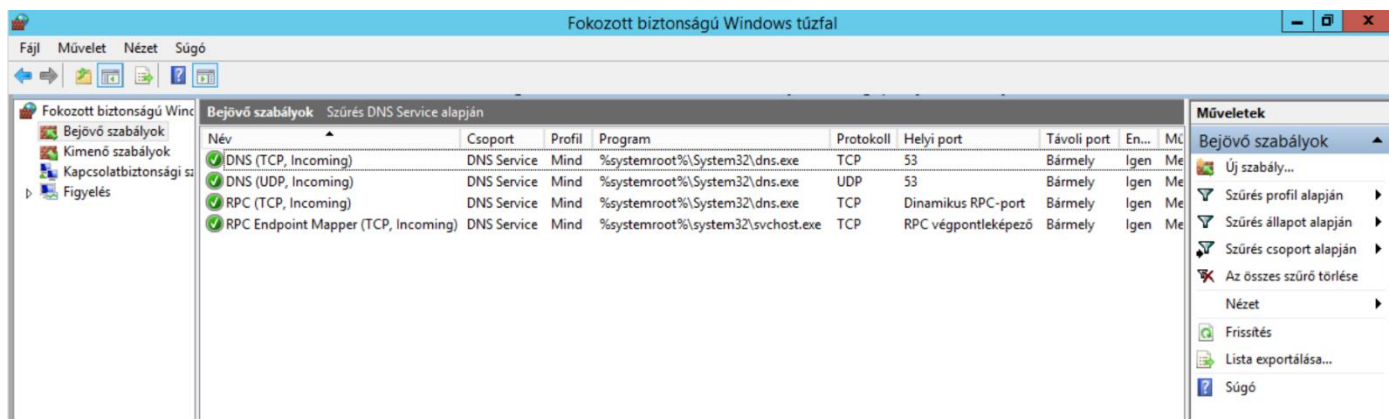 Fokozott biztonságú Windows tűzfal
Fájl Művelet Nézet Súgó
Fokozott biztonságú Winc
Bejövő szabályok
Kimenő szabályok
Kapcsolatbiztonsági sz
Figyelés
Bejövő szabályok Szűrés DNS Service alapján
Név Csoport Profil Program Protokoll Helyi port Távoli port En... Mű
DNS (TCP, Incoming) DNS Service Mind %systemroot%\System32\dns.exe TCP 53 Bármely Igen Me
DNS (UDP, Incoming) DNS Service Mind %systemroot%\System32\dns.exe UDP 53 Bármely Igen Me
RPC (TCP, Incoming) DNS Service Mind %systemroot%\System32\dns.exe TCP Dinamikus RPC-port Bármely Igen Me
RPC Endpoint Mapper (TCP, Incoming) DNS Service Mind %systemroot%\system32\svchost.exe TCP RPC végpontleképező Bármely Igen Me
Műveletek
Bejövő szabályok
Új szabály...
Szűrés profil alapján
Szűrés állapot alapján
Szűrés csoport alapján
Az összes szűrő törlése
Nézet
Frissítés
Lista exportálása...
Súgó